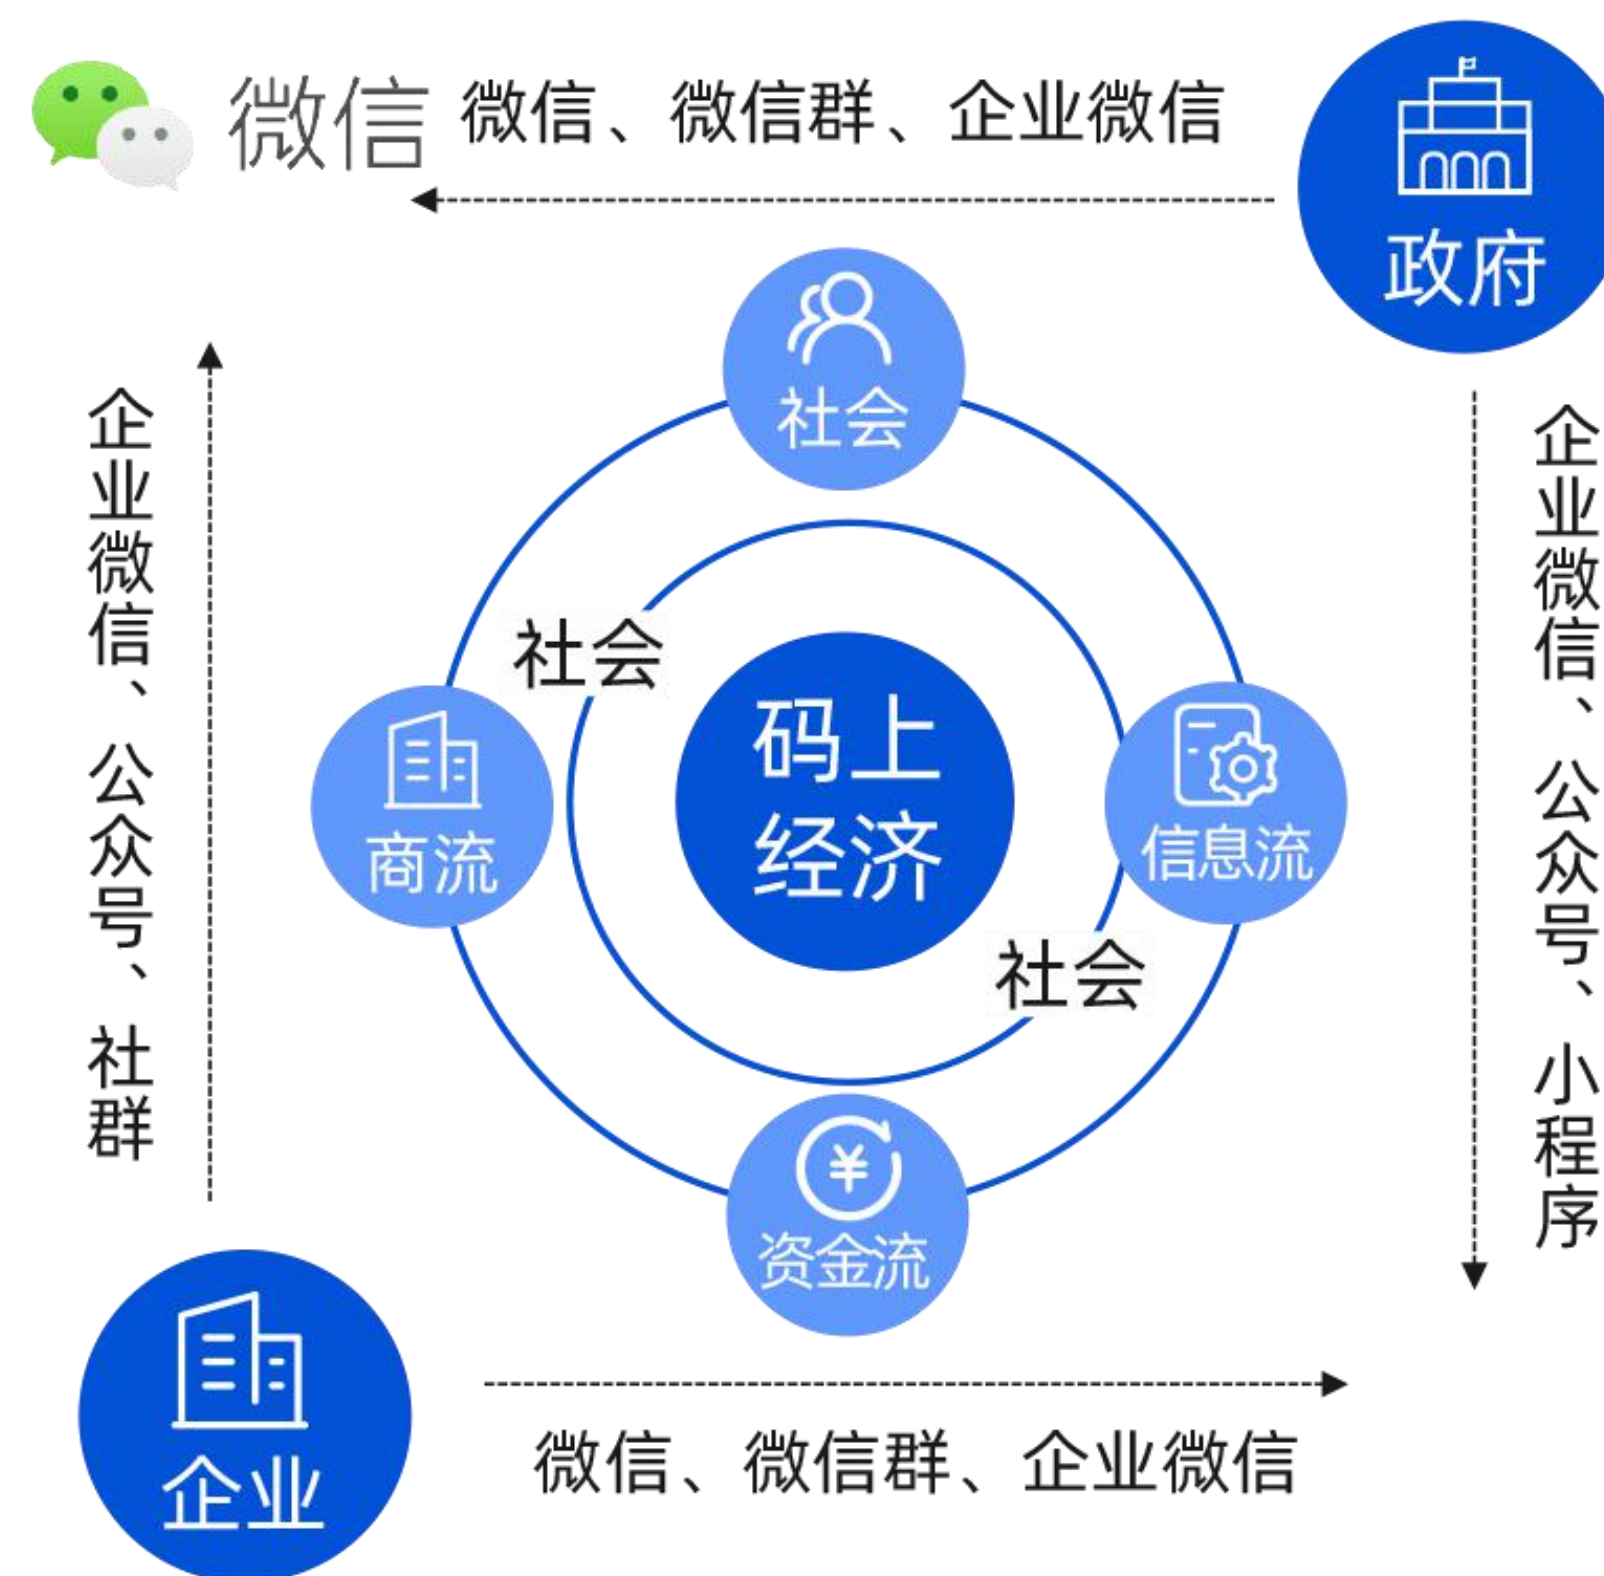 微信
微信、微信群、企业微信
政府
社会
企业微信、公众号、社群
企业微信、公众号、小程序
社会
码上
经济
商流
信息流
社会
资金流
企业
微信、微信群、企业微信